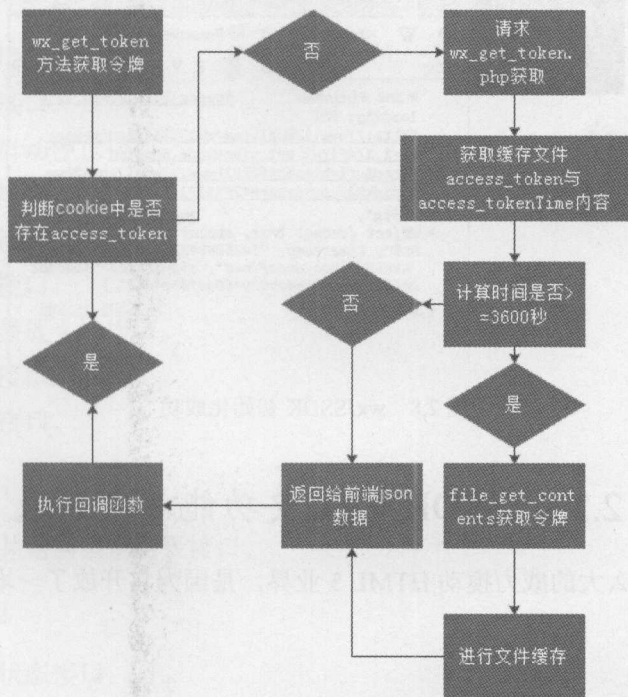 wx_get_token
方法获取令牌
否
请求
wx_get_token.
php获取
获取缓存文件
access_token与
access_tokenTime内容
判断cookie中是否
存在access_token
否
计算时间是否>
=3600秒
是
是
执行回调函数
返回给前端json
数据
file_get_cont
ents获取令牌
进行文件缓存